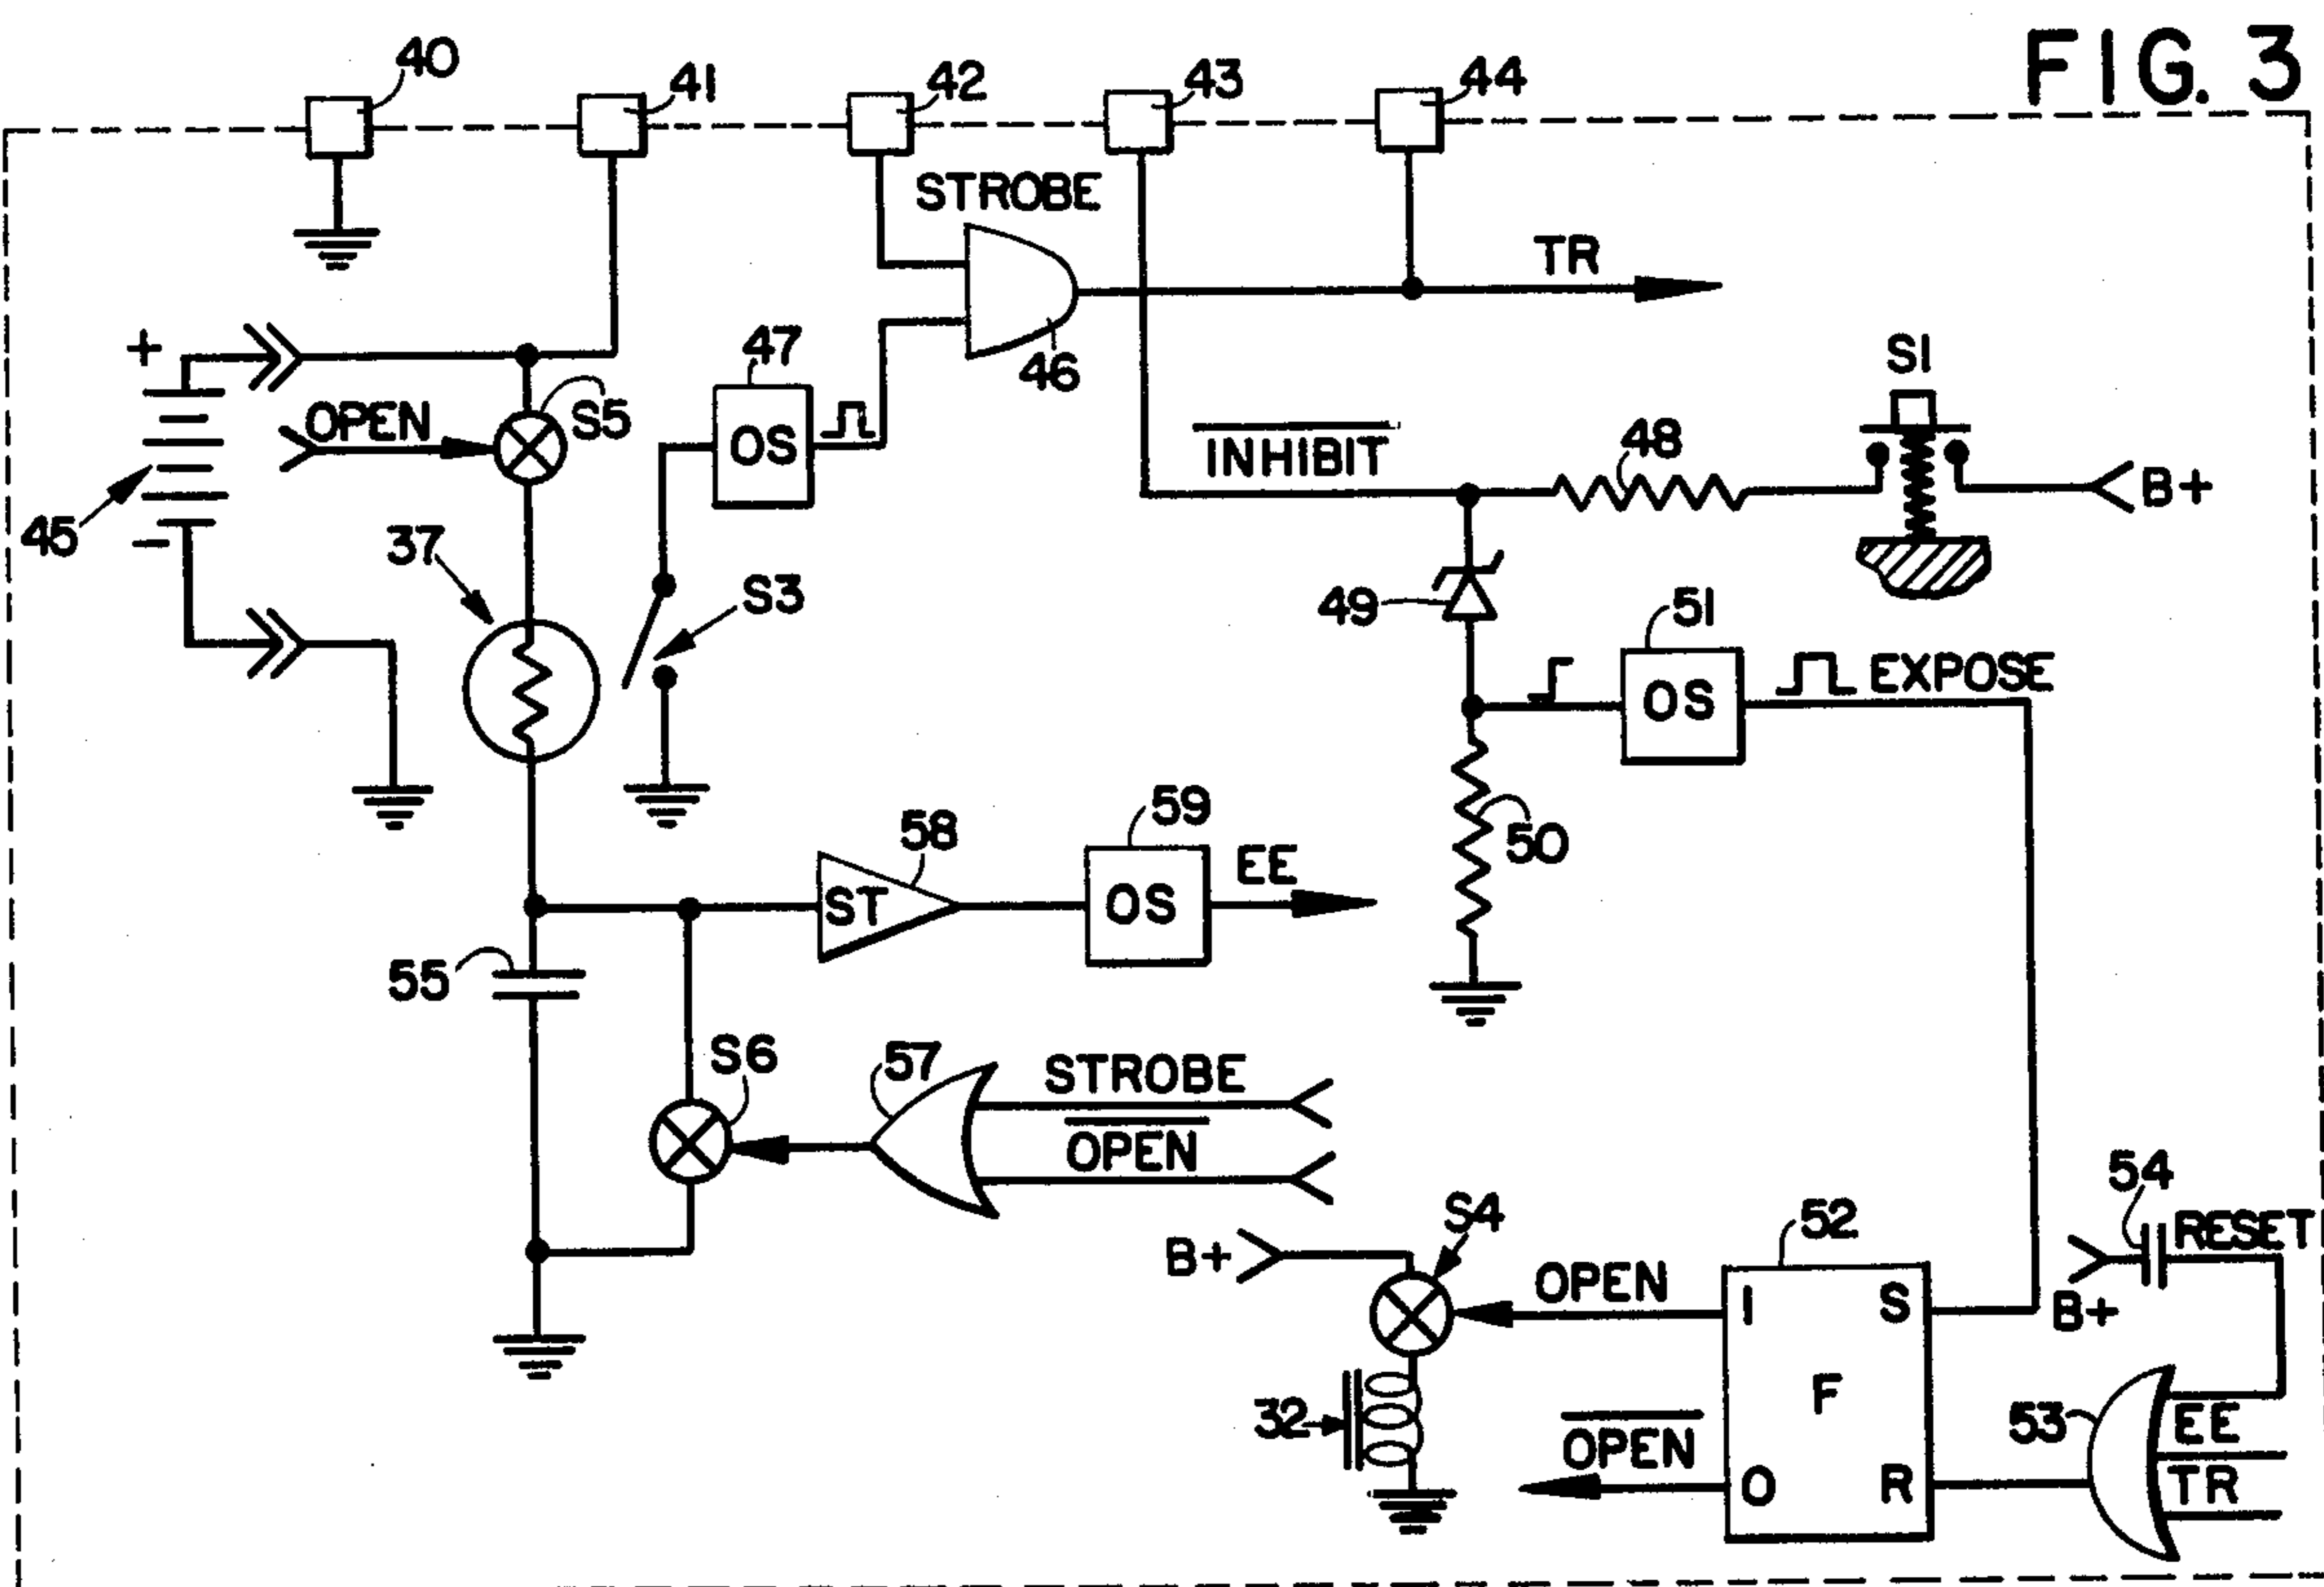 FIG. 3
40
41
42
43
44
STROBE
TR
46
47
OS
+
OPEN
S5
45
−
37
S3
INHIBIT
48
S1
B+
49
51
OS
EXPOSE
50
58
ST
59
OS
EE
55
S6
57
STROBE
OPEN
B+
S4
OPEN
52
1
S
F
O
R
32
OPEN
54
RESET
B+
53
EE
TR